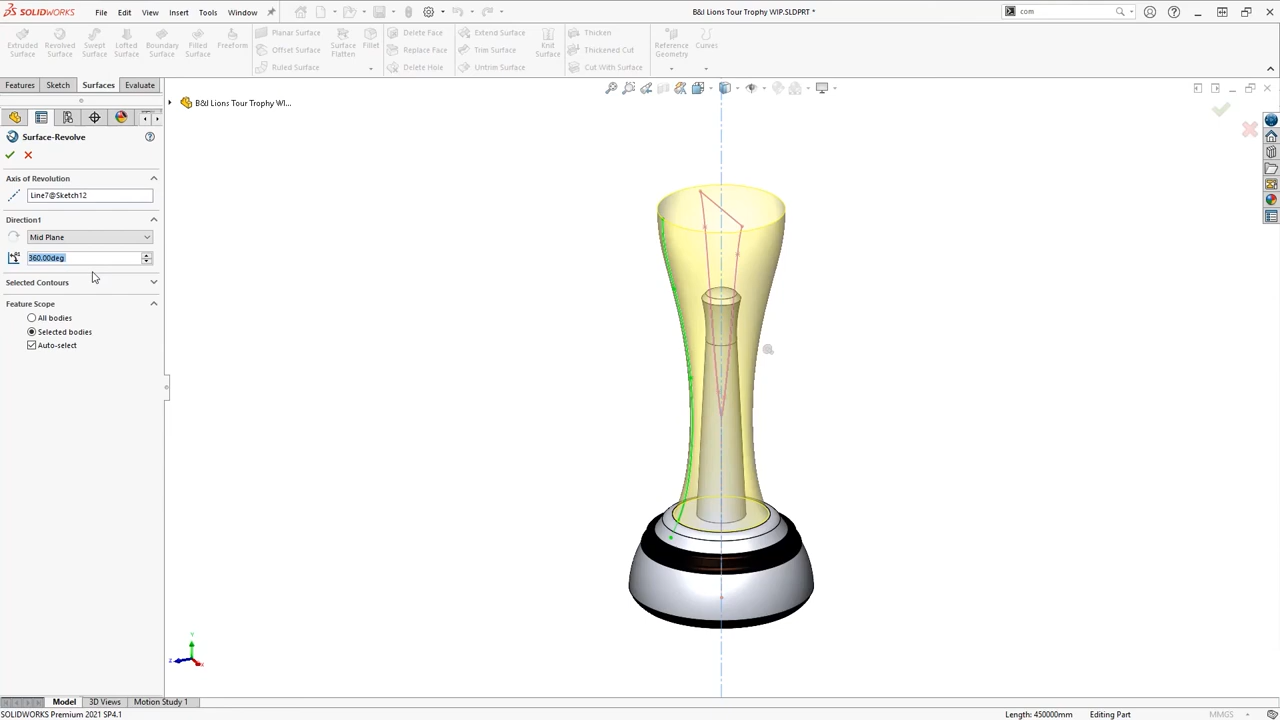 SOLIDWORKS File Edit View Insert Tools Window B&I Lions Tour Trophy WIP.SLDPRT * com
Extruded Surface Revolved Surface Swept Surface Lofted Surface Boundary Surface Filled Surface Freeform Planar Surface Offset Surface Ruled Surface Surface Flatten Fillet Delete Face Replace Face Delete Hole Extend Surface Trim Surface Untrim Surface Knit Surface Thicken Thickened Cut Cut With Surface Reference Geometry Curves
Features Sketch Surfaces Evaluate
B&I Lions Tour Trophy WI...
Surface-Revolve
Axis of Revolution
Line7@Sketch12
Direction1
Mid Plane
360.00deg
Selected Contours
Feature Scope
All bodies
Selected bodies
Auto-select
Y
Z
X
Model 3D Views Motion Study 1
SOLIDWORKS Premium 2021 SP4.1 Length: 450000mm Editing Part MMGS